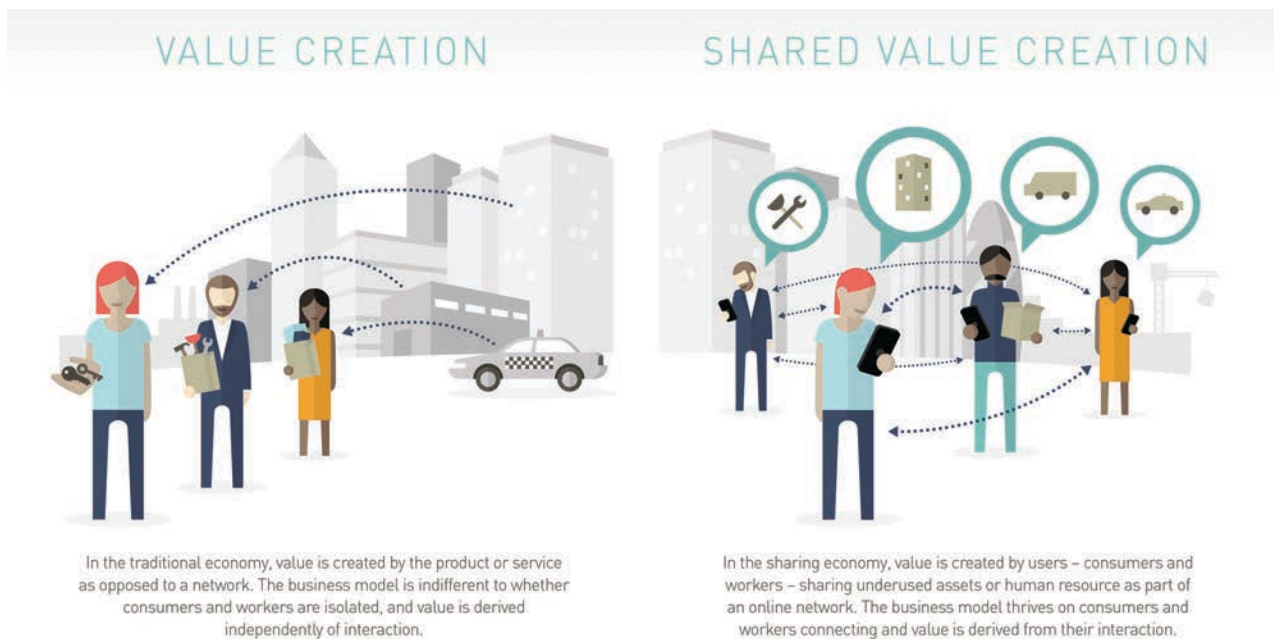 VALUE CREATION
In the traditional economy, value is created by the product or service
as opposed to a network. The business model is indifferent to whether
consumers and workers are isolated, and value is derived
independently of interaction.
SHARED VALUE CREATION
In the sharing economy, value is created by users – consumers and
workers – sharing underused assets or human resource as part of
an online network. The business model thrives on consumers and
workers connecting and value is derived from their interaction.